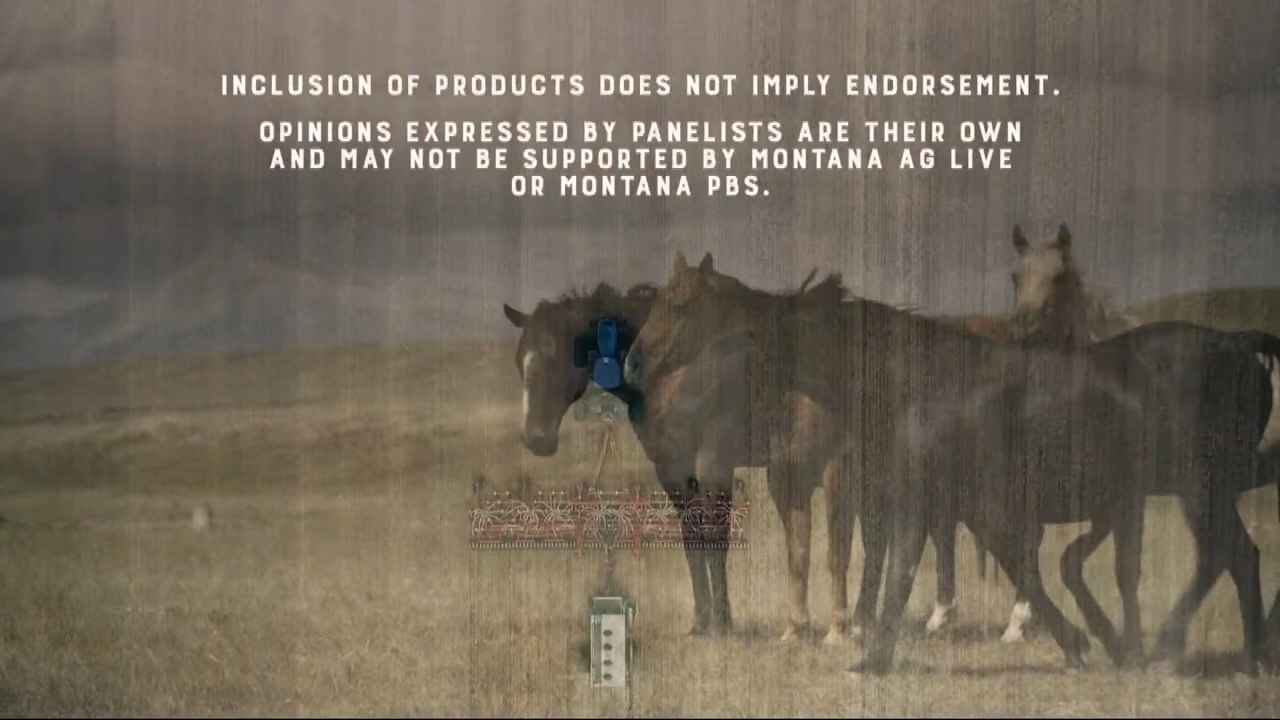 INCLUSION OF PRODUCTS DOES NOT IMPLY ENDORSEMENT.
OPINIONS EXPRESSED BY PANELISTS ARE THEIR OWN
AND MAY NOT BE SUPPORTED BY MONTANA AG LIVE
OR MONTANA PBS.